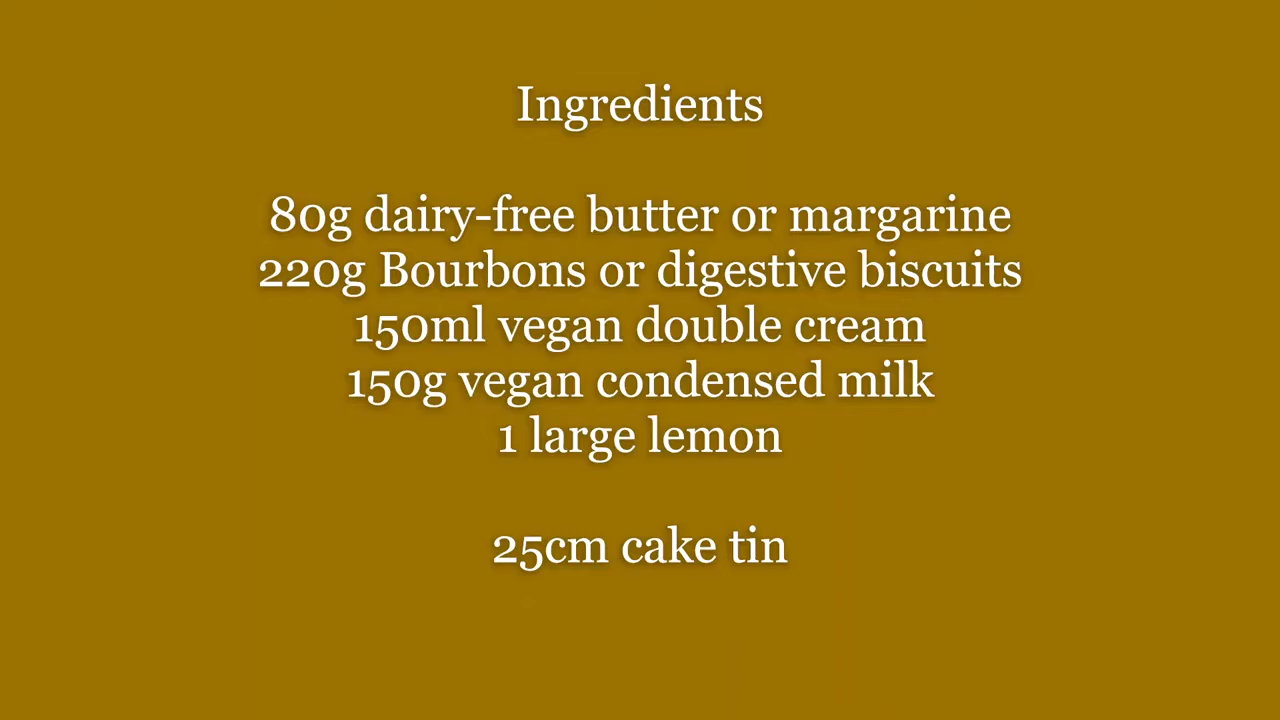 Ingredients
80g dairy-free butter or margarine
220g Bourbons or digestive biscuits
150ml vegan double cream
150g vegan condensed milk
1 large lemon
25cm cake tin